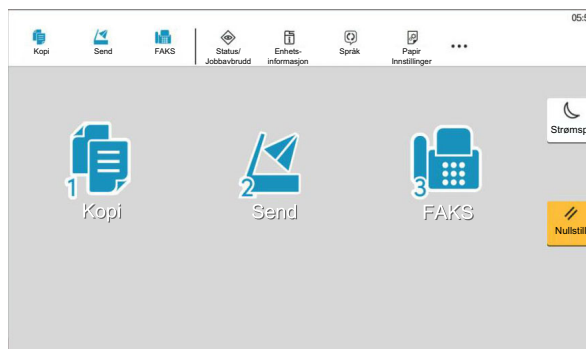 05:5
Kopi
Send
FAKS
Status/
Jobbavbrudd
Enhets-
informasjon
Språk
Papir
Innstillinger
Strømsp
1
Kopi
2
Send
3
FAKS
Nullstill